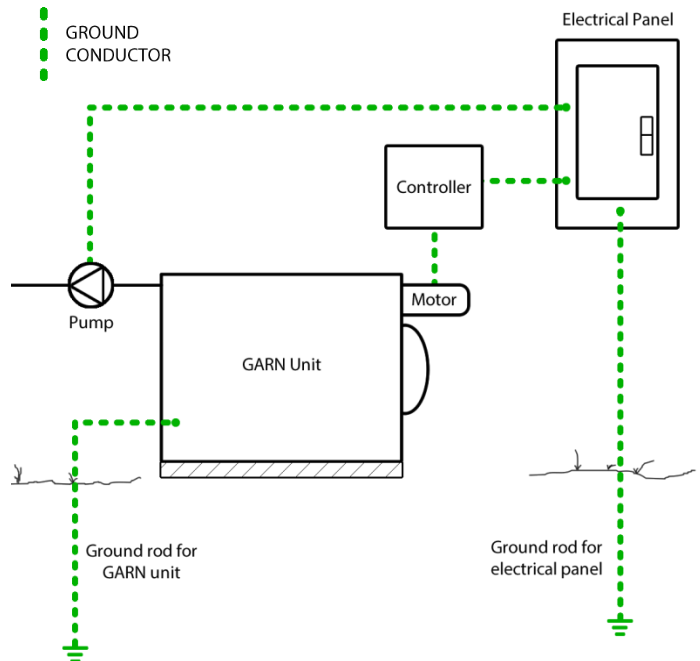 GROUND
CONDUCTOR
Electrical Panel
Controller
Motor
Pump
GARN Unit
Ground rod for
GARN unit
Ground rod for
electrical panel